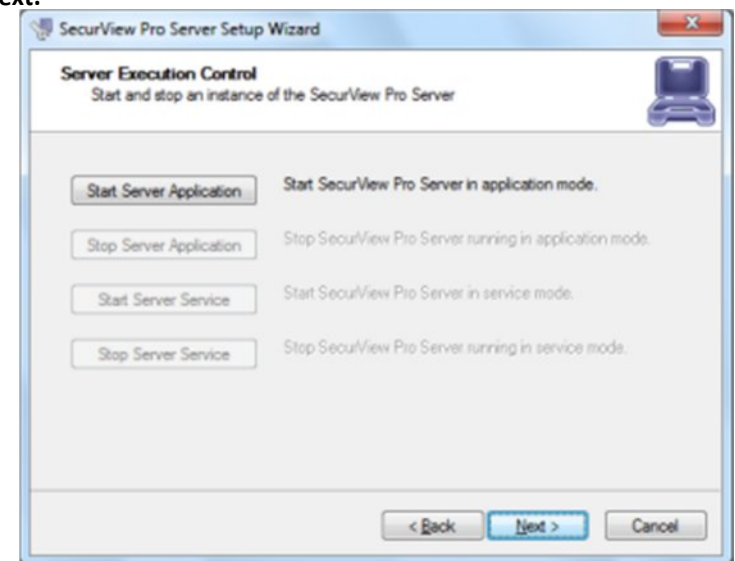 ext.
SecurView Pro Server Setup Wizard
Server Execution Control
Start and stop an instance of the SecurView Pro Server
Start Server Application Start SecurView Pro Server in application mode.
Stop Server Application Stop SecurView Pro Server running in application mode.
Start Server Service Start SecurView Pro Server in service mode.
Stop Server Service Stop SecurView Pro Server running in service mode.
< Back Next > Cancel